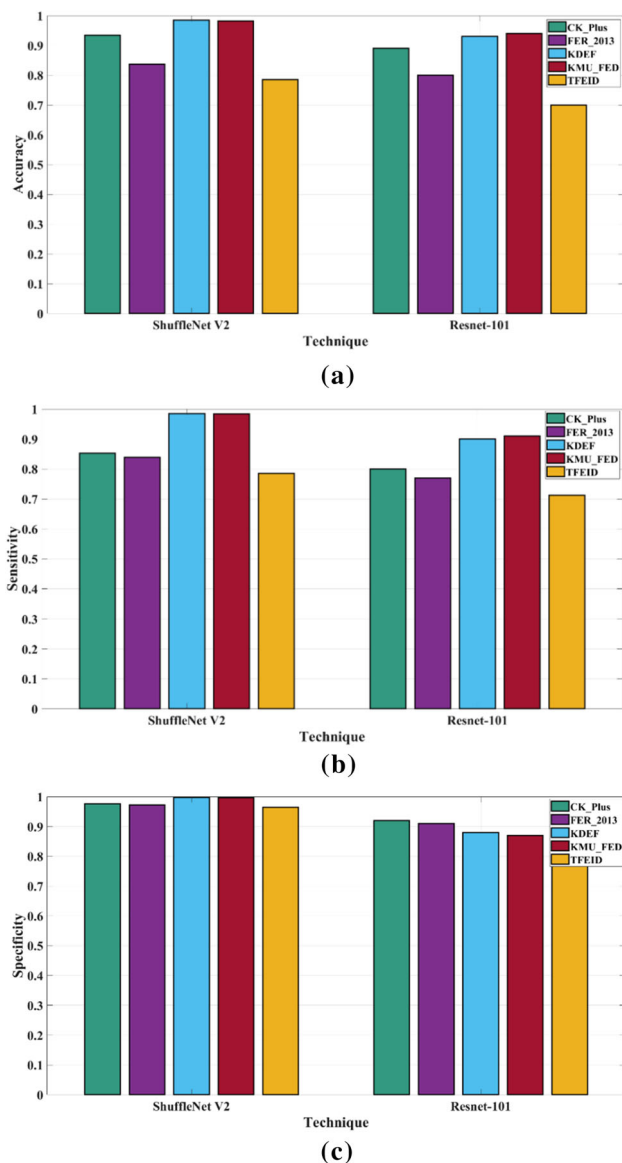 1
CK_Plus
FER_2013
KDEF
KMU_FED
TFEID
0.9
0.8
0.7
0.6
0.5
0.4
0.3
0.2
0.1
0
Accuracy
ShuffleNet V2 Resnet-101
Technique
(a)
1
CK_Plus
FER_2013
KDEF
KMU_FED
TFEID
0.9
0.8
0.7
0.6
0.5
0.4
0.3
0.2
0.1
0
Sensitivity
ShuffleNet V2 Resnet-101
Technique
(b)
1
CK_Plus
FER_2013
KDEF
KMU_FED
TFEID
0.9
0.8
0.7
0.6
0.5
0.4
0.3
0.2
0.1
0
Specificity
ShuffleNet V2 Resnet-101
Technique
(c)